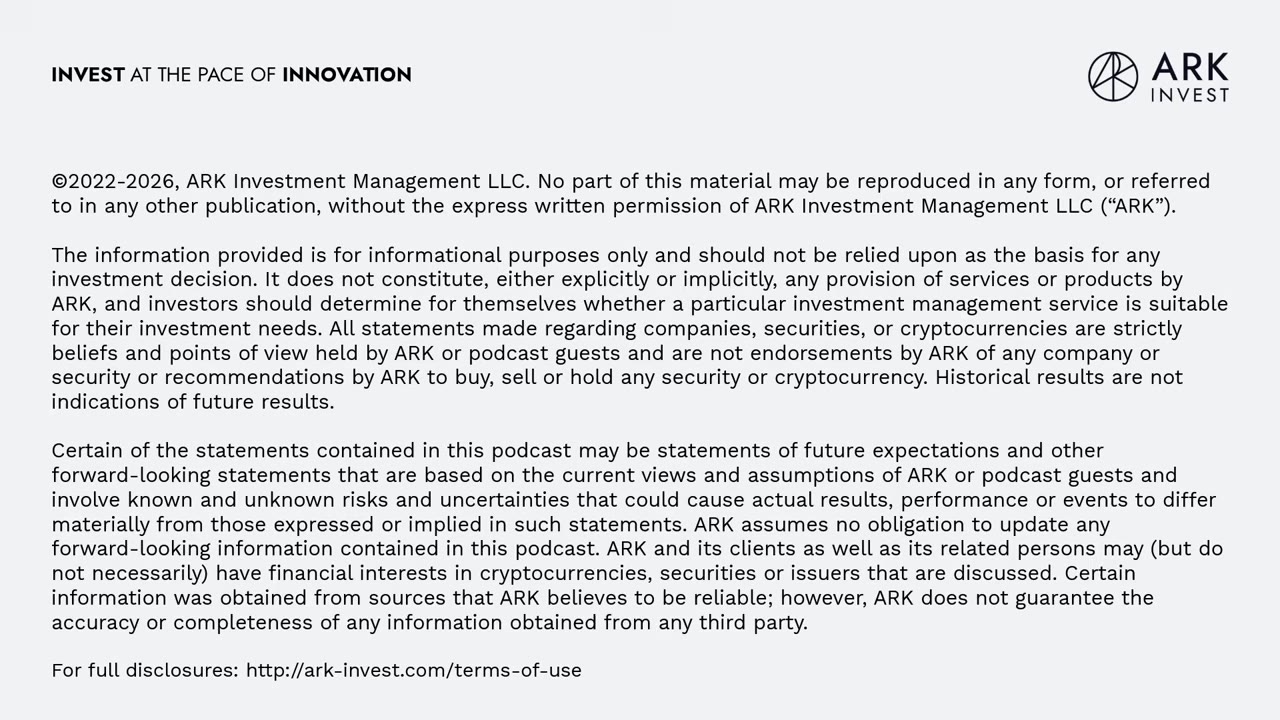 INVEST AT THE PACE OF INNOVATION
ARK
INVEST
©2022-2026, ARK Investment Management LLC. No part of this material may be reproduced in any form, or referred
to in any other publication, without the express written permission of ARK Investment Management LLC (“ARK”).
The information provided is for informational purposes only and should not be relied upon as the basis for any
investment decision. It does not constitute, either explicitly or implicitly, any provision of services or products by
ARK, and investors should determine for themselves whether a particular investment management service is suitable
for their investment needs. All statements made regarding companies, securities, or cryptocurrencies are strictly
beliefs and points of view held by ARK or podcast guests and are not endorsements by ARK of any company or
security or recommendations by ARK to buy, sell or hold any security or cryptocurrency. Historical results are not
indications of future results.
Certain of the statements contained in this podcast may be statements of future expectations and other
forward-looking statements that are based on the current views and assumptions of ARK or podcast guests and
involve known and unknown risks and uncertainties that could cause actual results, performance or events to differ
materially from those expressed or implied in such statements. ARK assumes no obligation to update any
forward-looking information contained in this podcast. ARK and its clients as well as its related persons may (but do
not necessarily) have financial interests in cryptocurrencies, securities or issuers that are discussed. Certain
information was obtained from sources that ARK believes to be reliable; however, ARK does not guarantee the
accuracy or completeness of any information obtained from any third party.
For full disclosures: http://ark-invest.com/terms-of-use